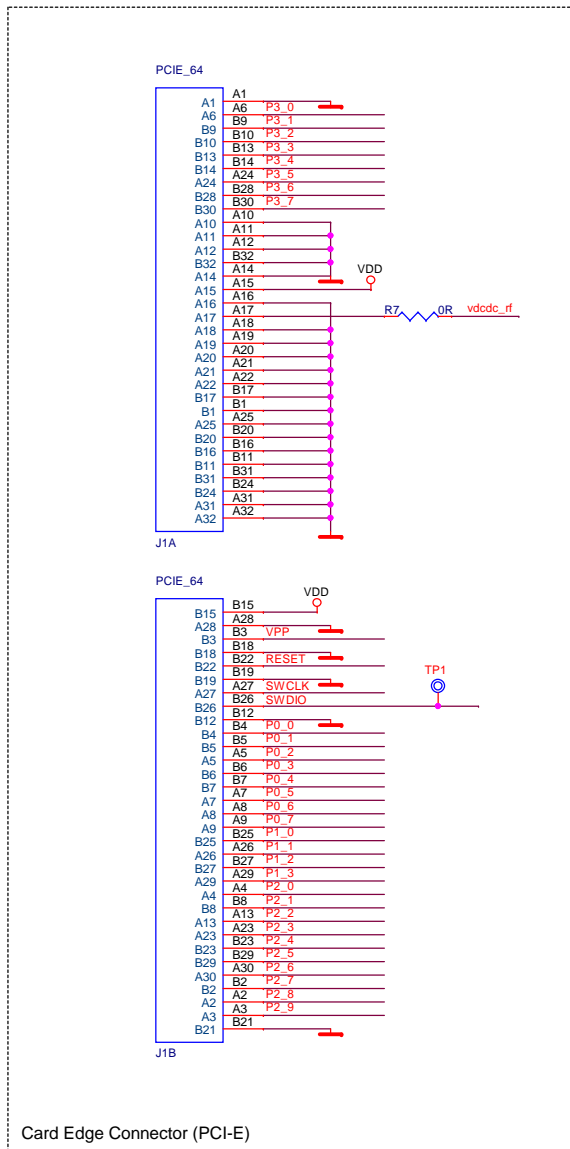 PCIE_64
A1 A1
A6 A6 P3_0
B9 B9 P3_1
B10 B10 P3_2
B13 B13 P3_3
B14 B14 P3_4
A24 A24 P3_5
B28 B28 P3_6
B30 B30 P3_7
A10 A10
A11 A11
A12 A12
B32 B32
A14 A14
VDD
A15 A15
A16 A16
A17 A17 R7 0R vdcdc_rf
A18 A18
A19 A19
A20 A20
A21 A21
A22 A22
B17 B17
B1 B1
A25 A25
B20 B20
B16 B16
B11 B11
B31 B31
B24 B24
A31 A31
A32 A32
J1A
PCIE_64
VDD
B15 B15
A28 A28
B3 B3 VPP
B18 B18
B22 B22 RESET
B19 B19
TP1
A27 A27 SWCLK
B26 B26 SWDIO
B12 B12
B4 B4 P0_0
B5 B5 P0_1
A5 A5 P0_2
B6 B6 P0_3
B7 B7 P0_4
A7 A7 P0_5
A8 A8 P0_6
A9 A9 P0_7
B25 B25 P1_0
A26 A26 P1_1
B27 B27 P1_2
A29 A29 P1_3
A4 A4 P2_0
B8 B8 P2_1
A13 A13 P2_2
A23 A23 P2_3
B23 B23 P2_4
B29 B29 P2_5
A30 A30 P2_6
B2 B2 P2_7
A2 A2 P2_8
A3 A3 P2_9
B21 B21
J1B
Card Edge Connector (PCI-E)